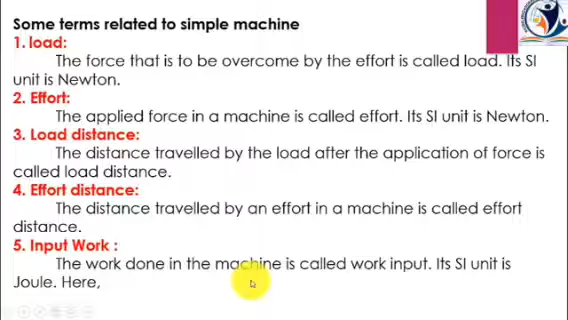 Some terms related to simple machine
1. load:
The force that is to be overcome by the effort is called load. Its SI
unit is Newton.
2. Effort:
The applied force in a machine is called effort. Its SI unit is Newton.
3. Load distance:
The distance travelled by the load after the application of force is
called load distance.
4. Effort distance:
The distance travelled by an effort in a machine is called effort
distance.
5. Input Work :
The work done in the machine is called work input. Its SI unit is
Joule. Here,